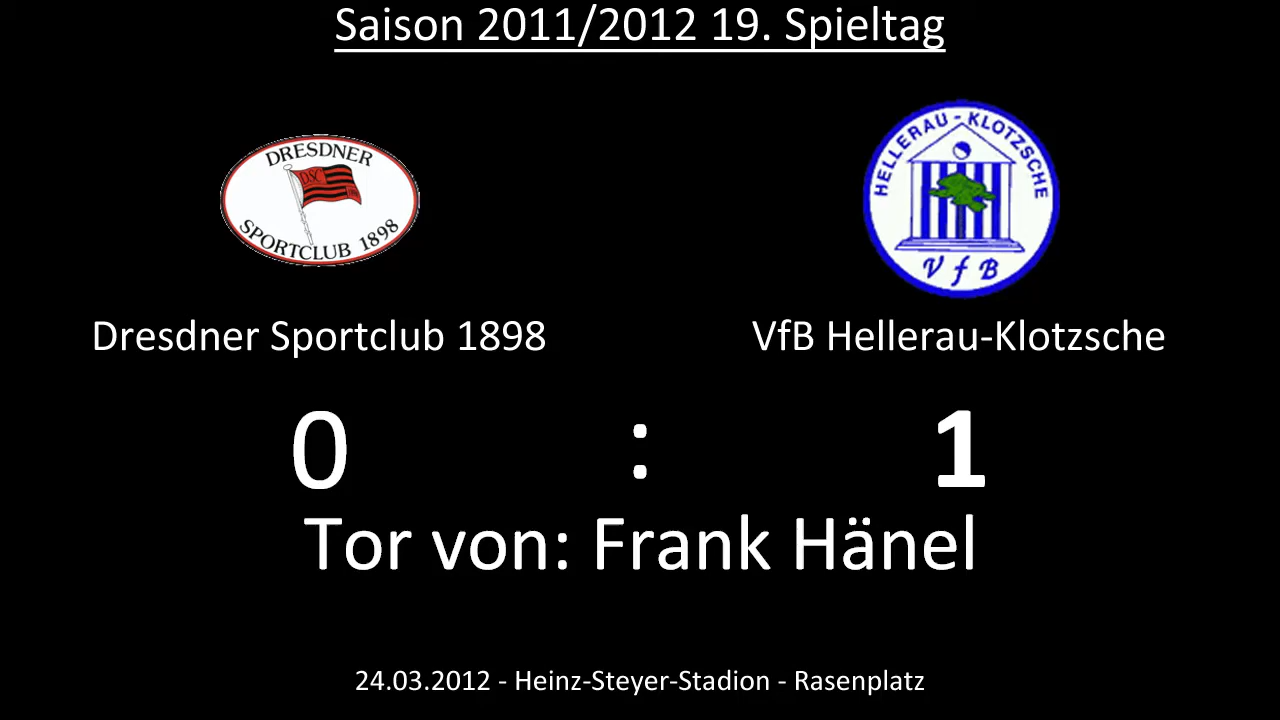 Saison 2011/2012 19. Spieltag
DRESDNER
DSC
SPORTCLUB 1898
HELLERAU - KLOTZSCHE
VfB
Dresdner Sportclub 1898
VfB Hellerau-Klotzsche
0 : 1
Tor von: Frank Hänel
24.03.2012 - Heinz-Steyer-Stadion - Rasenplatz